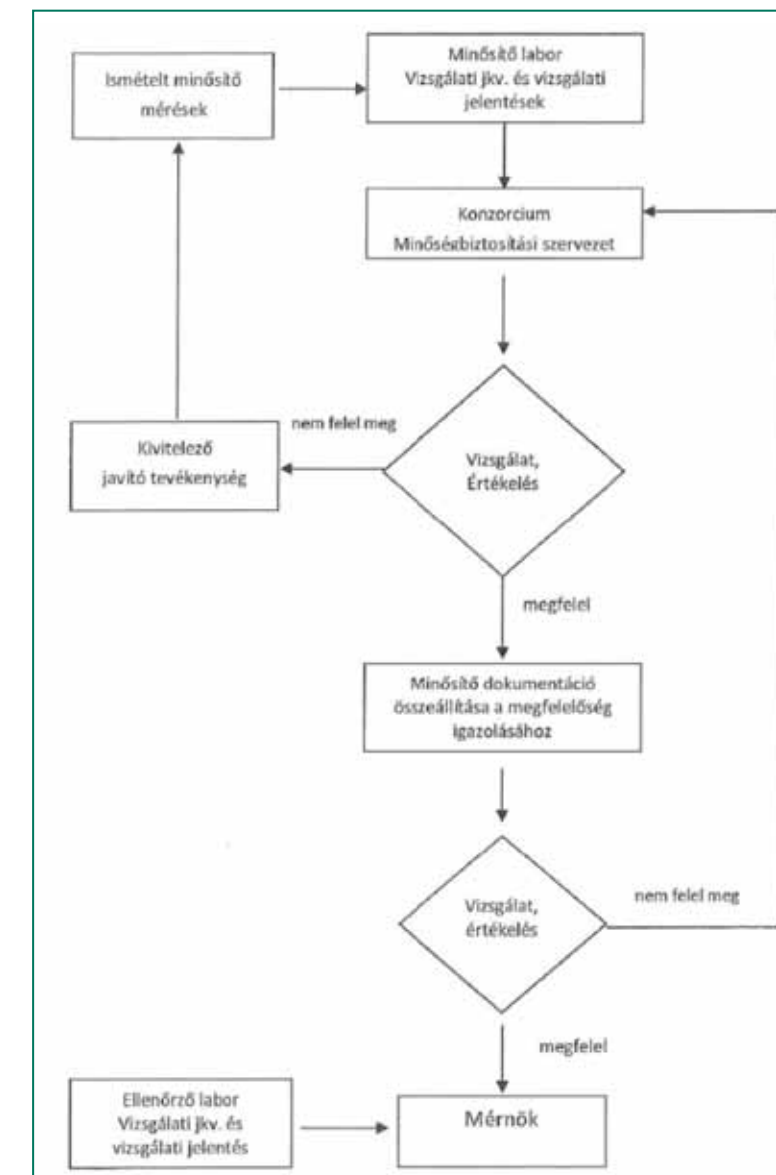 Ismételt minősítő
mérések
Minősítő labor
Vizsgálati jkv. és vizsgálati
jelentések
Konzorcium
Minőségbiztosítási szervezet
nem felel meg
Kivitelező
javító tevékenység
Vizsgálat,
Értékelés
megfelel
Minősítő dokumentáció
összeállítása a megfelelőség
igazolásához
Vizsgálat,
értékelés
nem felel meg
megfelel
Ellenőrző labor
Vizsgálati jkv. és
vizsgálati jelentés
Mérnök